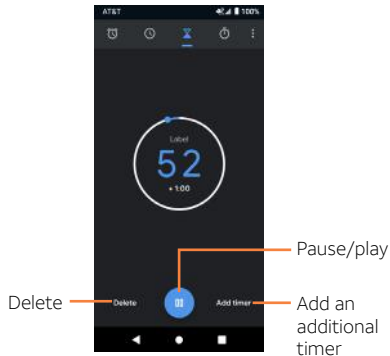 AT&T
100%
Label
52
+ 1:00
Pause/play
Delete
Delete
Add timer
Add an
additional
timer